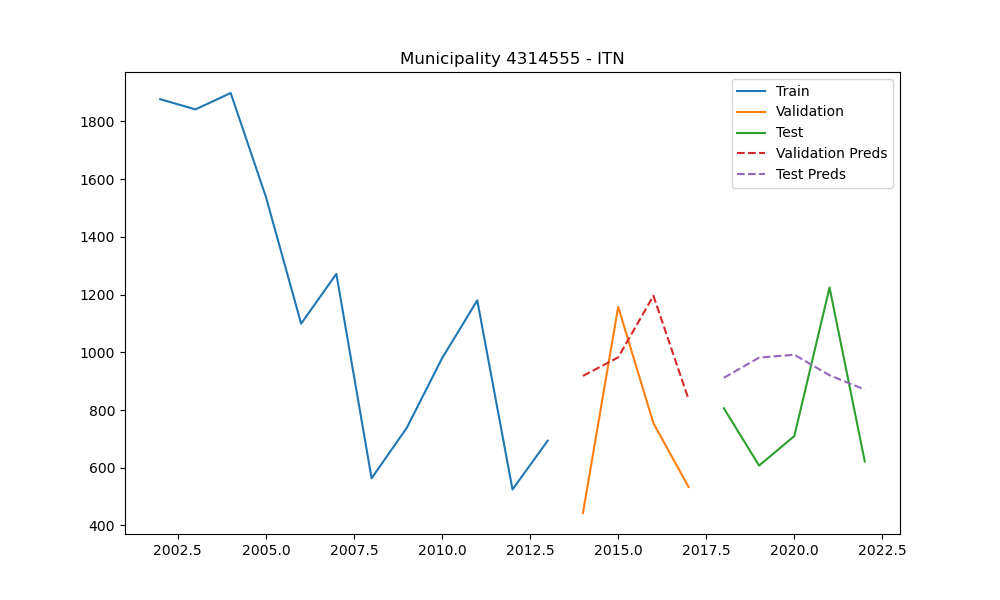 Municipality 4314555 - ITN
Train
Validation
Test
Validation Preds
Test Preds
1800
1600
1400
1200
1000
800
600
400
2002.5 2005.0 2007.5 2010.0 2012.5 2015.0 2017.5 2020.0 2022.5